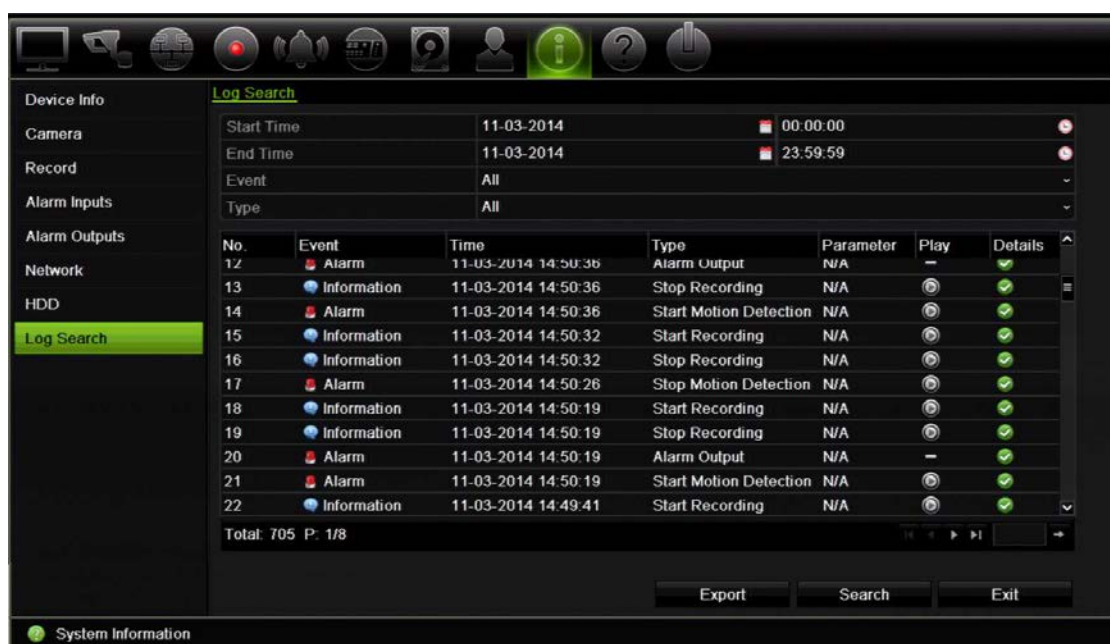 Device Info
Camera
Record
Alarm Inputs
Alarm Outputs
Network
HDD
Log Search
Log Search
Start Time 11-03-2014 00:00:00
End Time 11-03-2014 23:59:59
Event All
Type All
No. Event Time Type Parameter Play Details
12 Alarm 11-03-2014 14:50:36 Alarm Output N/A –
13 Information 11-03-2014 14:50:36 Stop Recording N/A
14 Alarm 11-03-2014 14:50:36 Start Motion Detection N/A
15 Information 11-03-2014 14:50:32 Start Recording N/A
16 Information 11-03-2014 14:50:32 Stop Recording N/A
17 Alarm 11-03-2014 14:50:26 Stop Motion Detection N/A
18 Information 11-03-2014 14:50:19 Start Recording N/A
19 Information 11-03-2014 14:50:19 Stop Recording N/A
20 Alarm 11-03-2014 14:50:19 Alarm Output N/A –
21 Alarm 11-03-2014 14:50:19 Start Motion Detection N/A
22 Information 11-03-2014 14:49:41 Start Recording N/A
Total: 705 P: 1/8
Export Search Exit
System Information